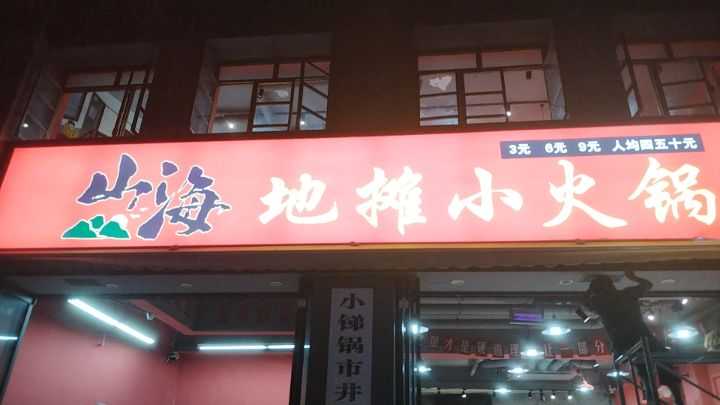 3元 6元 9元 人均四五十元
山海 地摊小火锅
小锑锅市井